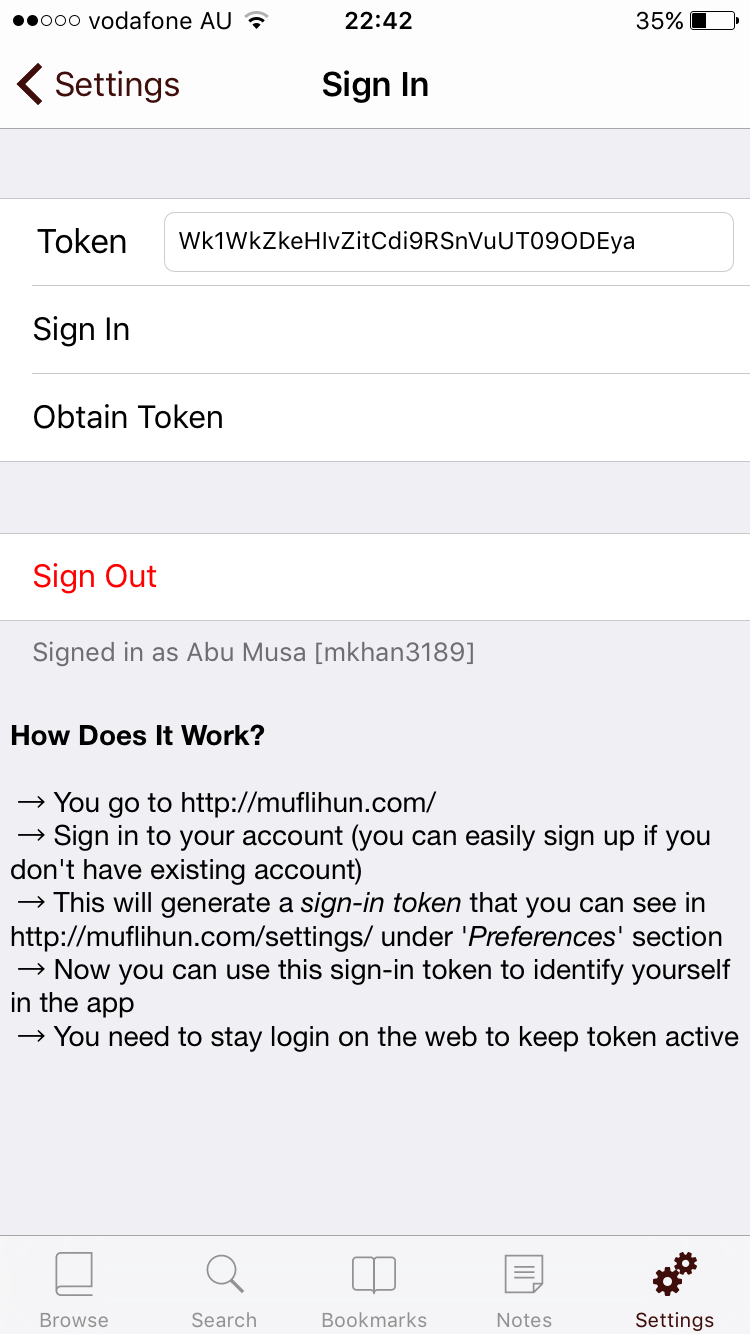 vodafone AU 22:42 35%
Settings Sign In
Token Wk1WkZkeHIvZitCdi9RSnVuUT09ODEya
Sign In
Obtain Token
Sign Out
Signed in as Abu Musa [mkhan3189]
How Does It Work?
→ You go to http://muflihun.com/
→ Sign in to your account (you can easily sign up if you
don't have existing account)
→ This will generate a sign-in token that you can see in
http://muflihun.com/settings/ under 'Preferences' section
→ Now you can use this sign-in token to identify yourself
in the app
→ You need to stay login on the web to keep token active
Browse Search Bookmarks Notes Settings